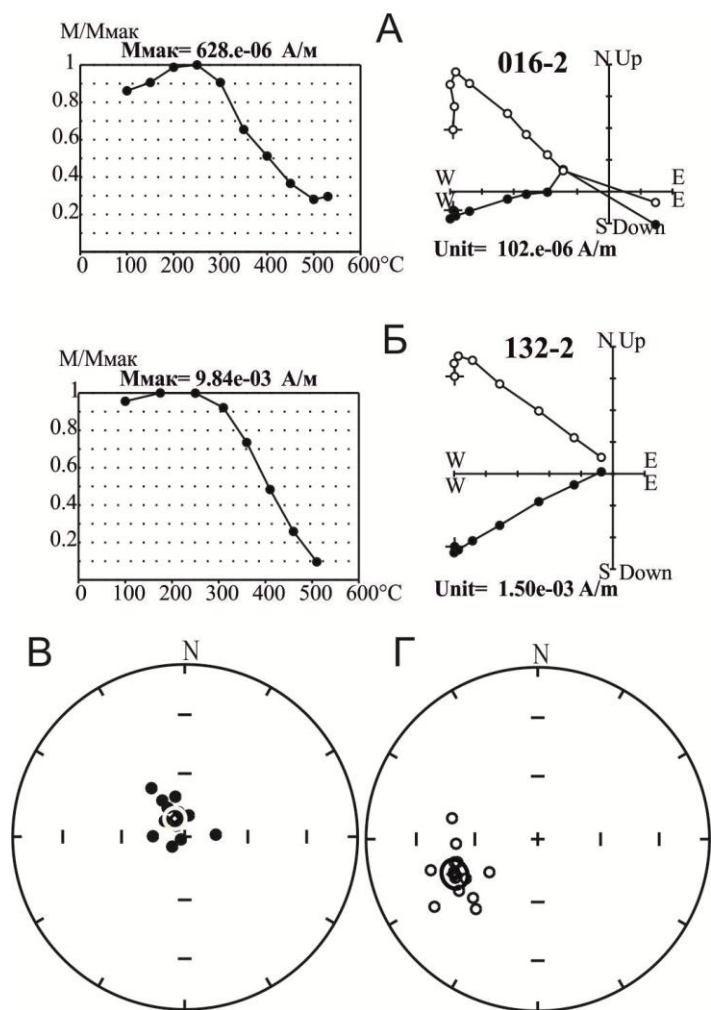 А
М/Ммак
Ммак= 628.e-06 А/м
1
0.8
0.6
0.4
0.2
0 100 200 300 400 500 600°C
016-2
N Up
W E
W E
S Down
Unit= 102.e-06 A/m
Б
М/Ммак
Ммак= 9.84e-03 А/м
1
0.8
0.6
0.4
0.2
0 100 200 300 400 500 600°C
132-2
N Up
W E
W E
S Down
Unit= 1.50e-03 A/m
В
N
Г
N